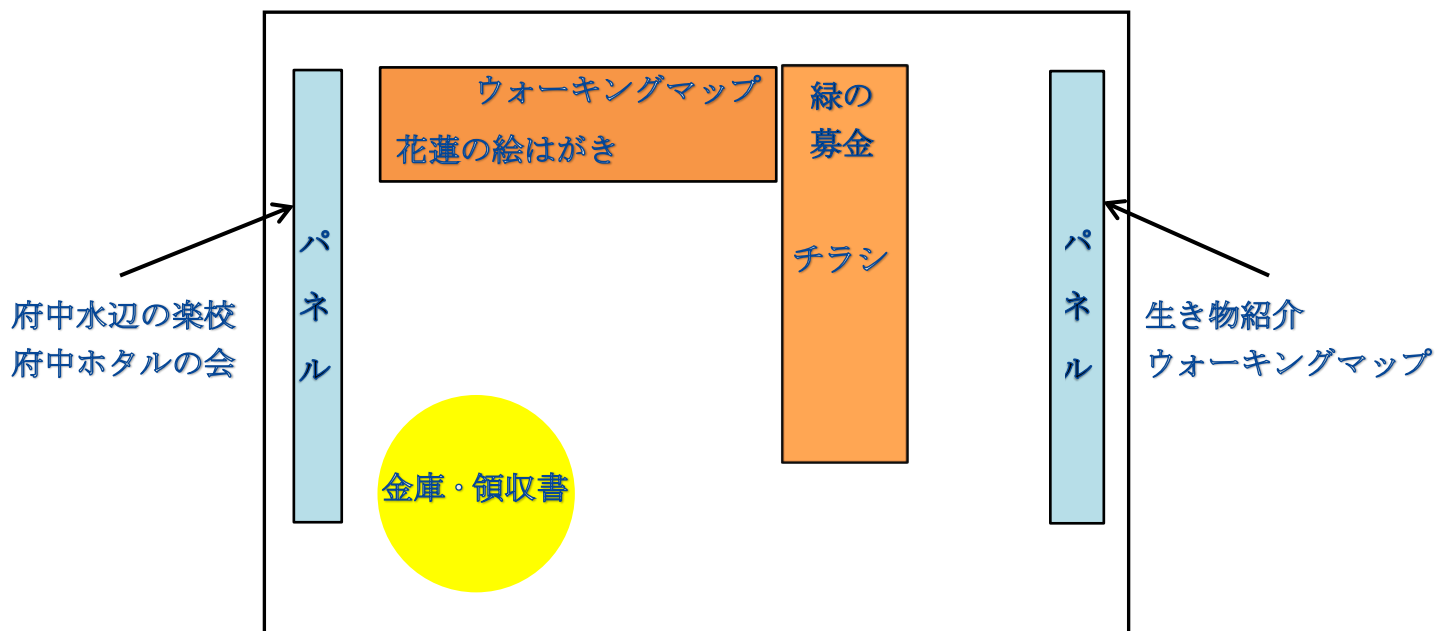 ウォーキングマップ
花蓮の絵はがき
緑の
募金
チラシ
パネル
パネル
府中水辺の楽校
府中ホタルの会
生き物紹介
ウォーキングマップ
金庫・領収書